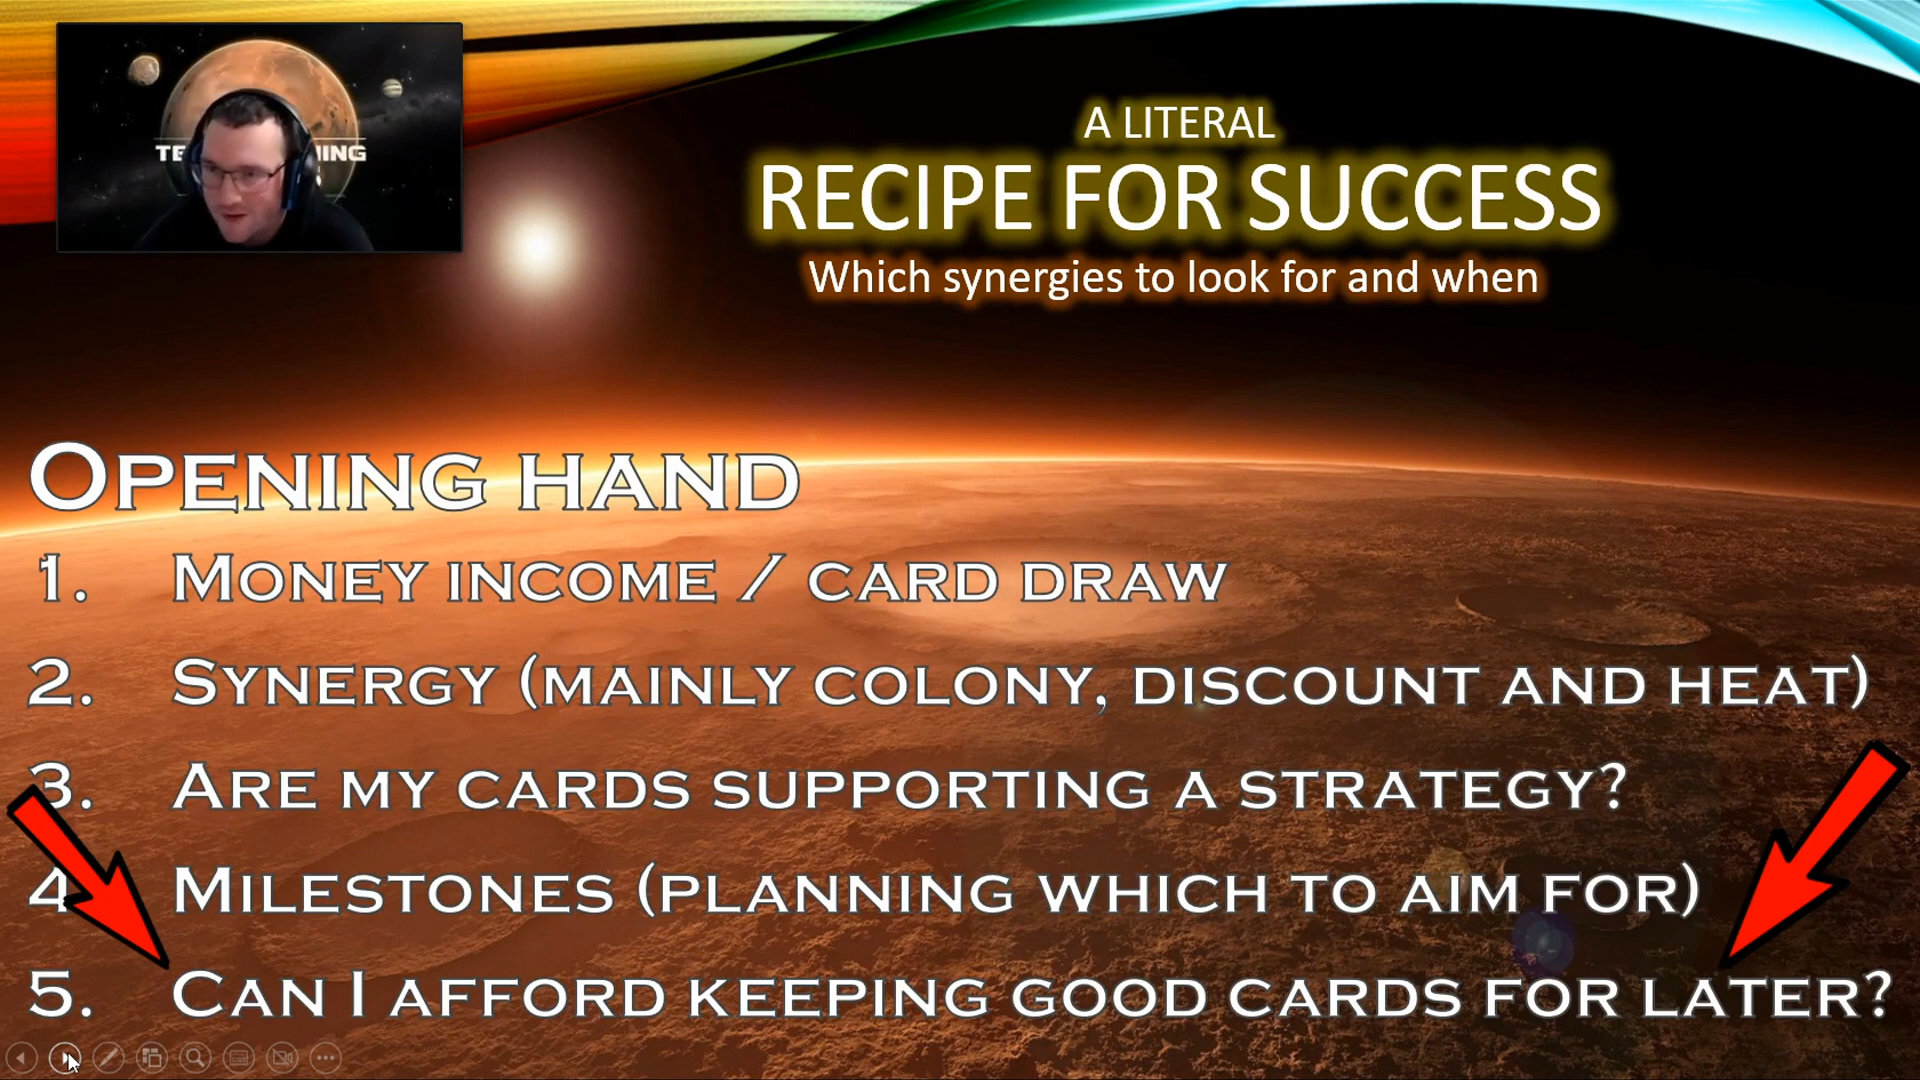 A LITERAL
RECIPE FOR SUCCESS
Which synergies to look for and when
OPENING HAND
1. MONEY INCOME / CARD DRAW
2. SYNERGY (MAINLY COLONY, DISCOUNT AND HEAT)
3. ARE MY CARDS SUPPORTING A STRATEGY?
4 MILESTONES (PLANNING WHICH TO AIM FOR)
5. CAN I AFFORD KEEPING GOOD CARDS FOR LATER?